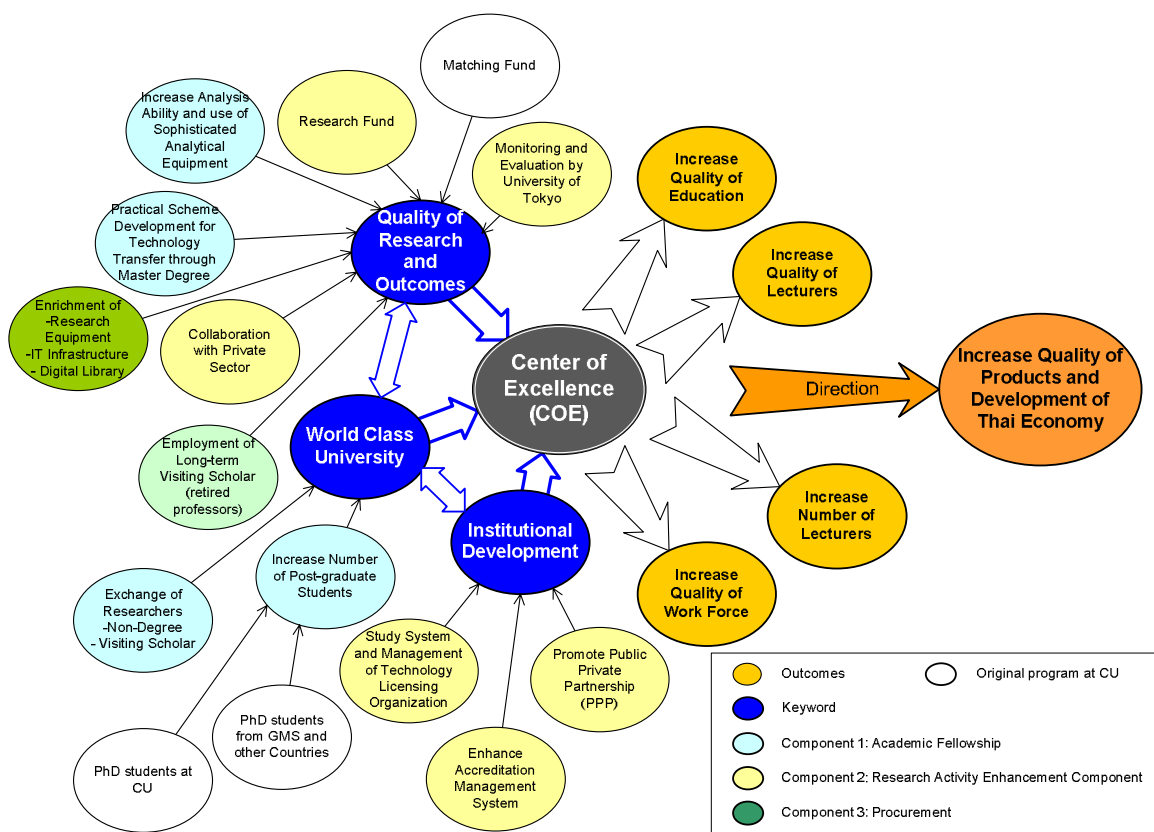 Matching Fund
Increase Analysis
Ability and use of
Sophisticated
Analytical
Equipment
Research Fund
Monitoring and
Evaluation by
University of
Tokyo
Practical Scheme
Development for
Technology
Transfer through
Master Degree
Quality of
Research
and
Outcomes
Increase
Quality of
Education
Increase
Quality of
Lecturers
Enrichment of
-Research
Equipment
-IT Infrastructure
- Digital Library
Collaboration
with Private
Sector
Center of
Excellence
(COE)
Direction
Increase Quality of
Products and
Development of
Thai Economy
Employment of
Long-term
Visiting Scholar
(retired
professors)
World Class
University
Institutional
Development
Increase
Number of
Lecturers
Increase
Quality of
Work Force
Exchange of
Researchers
-Non-Degree
- Visiting Scholar
Increase Number
of Post-graduate
Students
Study System
and Management
of Technology
Licensing
Organization
Promote Public
Private
Partnership
(PPP)
PhD students
from GMS and
other Countries
PhD students at
CU
Enhance
Accreditation
Management
System
Outcomes
Original program at CU
Keyword
Component 1: Academic Fellowship
Component 2: Research Activity Enhancement Component
Component 3: Procurement